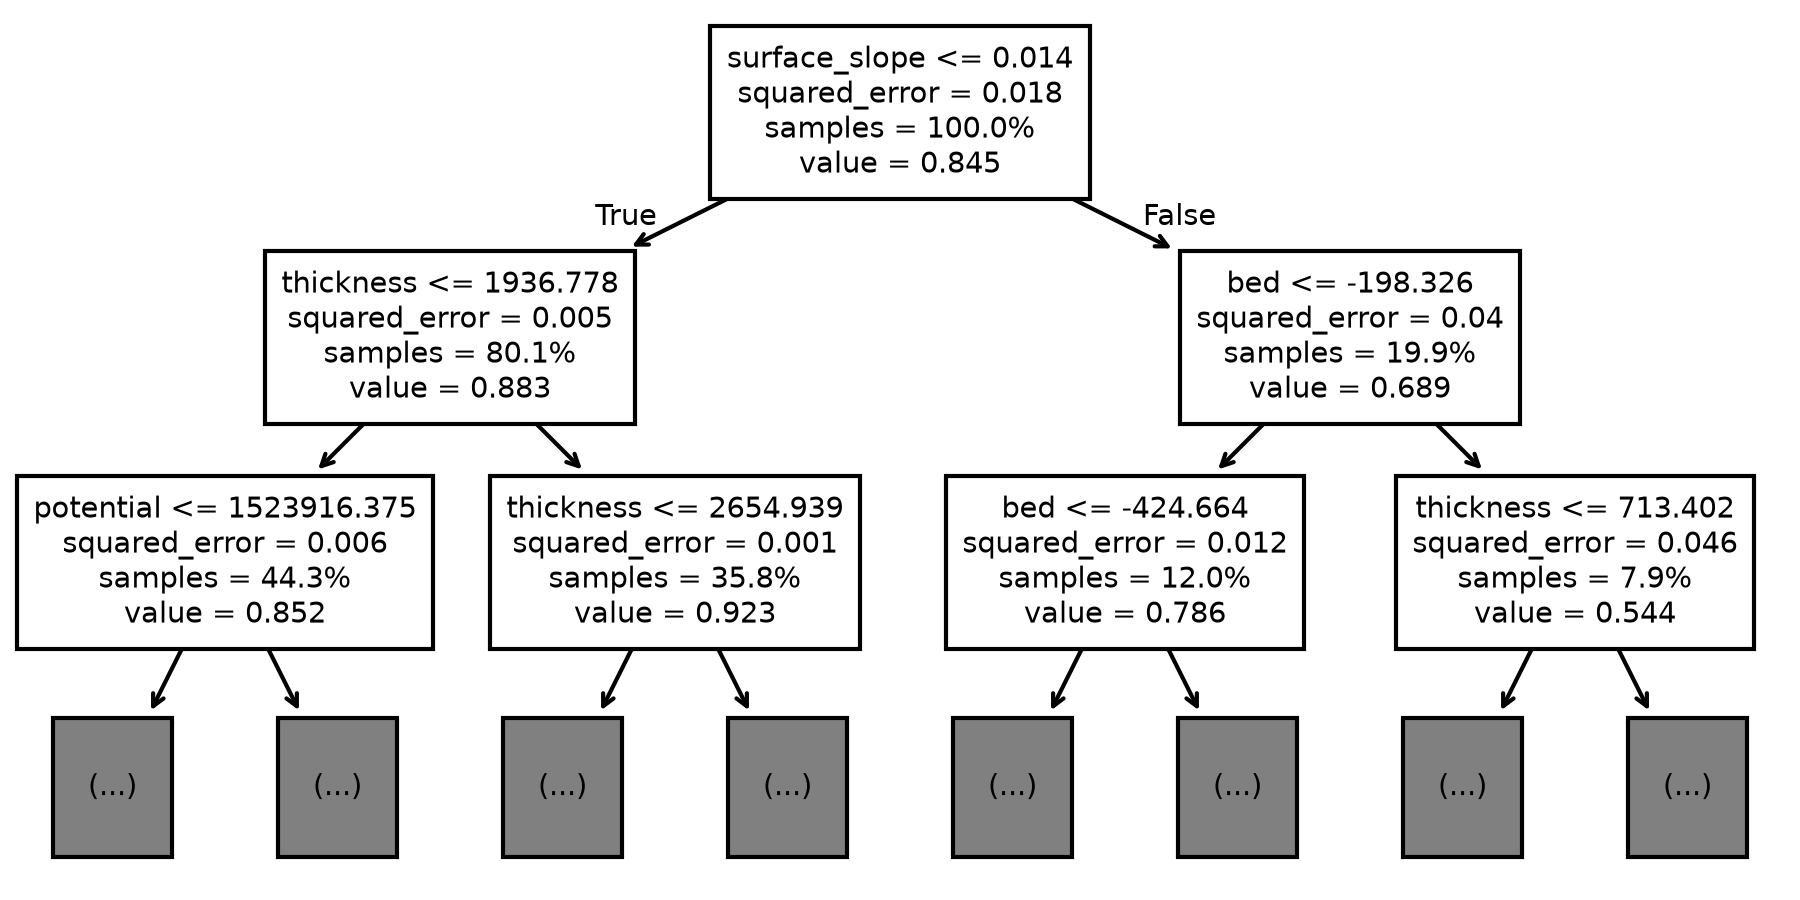 surface_slope <= 0.014
squared_error = 0.018
samples = 100.0%
value = 0.845
True
False
thickness <= 1936.778
squared_error = 0.005
samples = 80.1%
value = 0.883
bed <= -198.326
squared_error = 0.04
samples = 19.9%
value = 0.689
potential <= 1523916.375
squared_error = 0.006
samples = 44.3%
value = 0.852
thickness <= 2654.939
squared_error = 0.001
samples = 35.8%
value = 0.923
bed <= -424.664
squared_error = 0.012
samples = 12.0%
value = 0.786
thickness <= 713.402
squared_error = 0.046
samples = 7.9%
value = 0.544
(...)
(...)
(...)
(...)
(...)
(...)
(...)
(...)